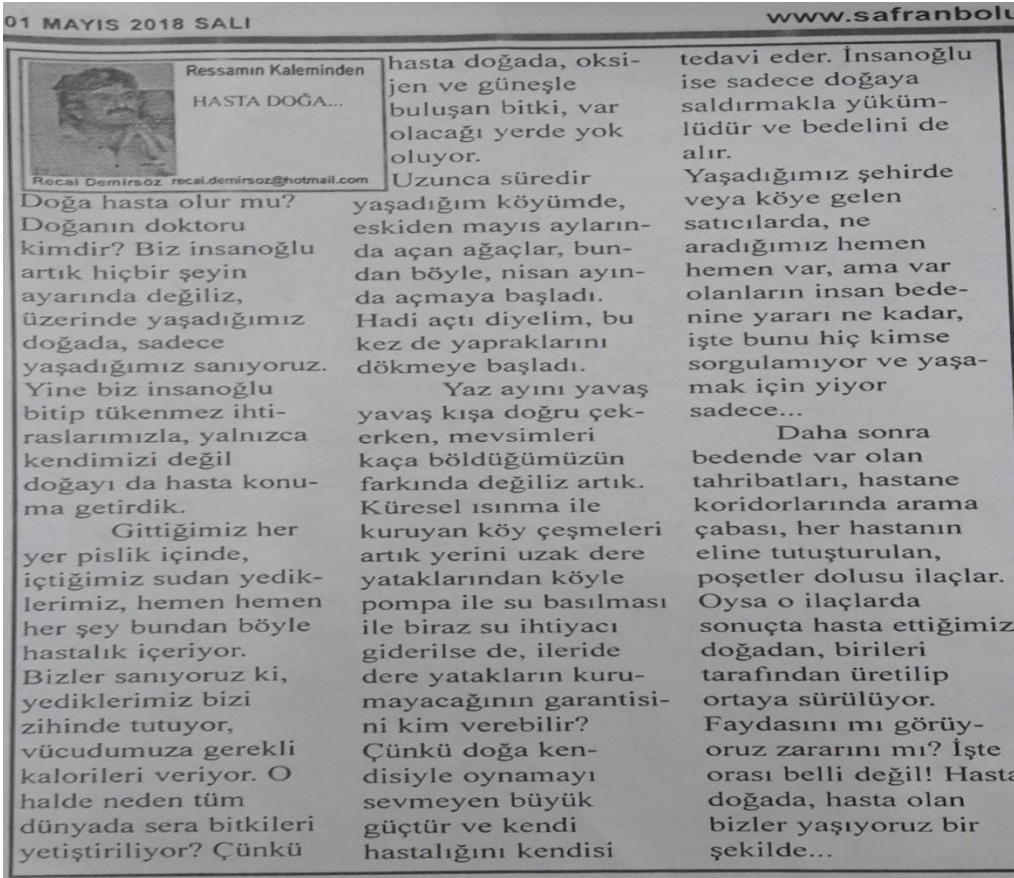 01 MAYIS 2018 SALI
www.safranbolu
Ressamın Kaleminden
HASTA DOĞA...
Recai Demirsöz recai.demirsoz@hotmail.com
Doğa hasta olur mu?
Doğanın doktoru
kimdir? Biz insanoğlu
artık hiçbir şeyin
ayarında değiliz,
üzerinde yaşadığımız
doğada, sadece
yaşadığımız sanıyoruz.
Yine biz insanoğlu
bitip tükenmez ihti-
raslarımızla, yalnızca
kendimizi değil
doğayı da hasta konu-
ma getirdik.
Gittiğimiz her
yer pislik içinde,
içtiğimiz sudan yedik-
lerimiz, hemen hemen
her şey bundan böyle
hastalık içeriyor.
Bizler sanıyoruz ki,
yediklerimiz bizi
zihinde tutuyor,
vücudumuza gerekli
kalorileri veriyor. O
halde neden tüm
dünyada sera bitkileri
yetiştiriliyor? Çünkü
hasta doğada, oksi-
jen ve güneşle
buluşan bitki, var
olacağı yerde yok
oluyor.
Uzunca süredir
yaşadığım köyümde,
eskiden mayıs ayların-
da açan ağaçlar, bun-
dan böyle, nisan ayın-
da açmaya başladı.
Hadi açtı diyelim, bu
kez de yapraklarını
dökmeye başladı.
Yaz ayını yavaş
yavaş kışa doğru çek-
erken, mevsimleri
kaça böldüğümüzün
farkında değiliz artık.
Küresel ısınma ile
kuruyan köy çeşmeleri
artık yerini uzak dere
yataklarından köyle
pompa ile su basılması
ile biraz su ihtiyacı
giderilse de, ileride
dere yatakların kuru-
mayacağının garantisi-
ni kim verebilir?
Çünkü doğa ken-
disiyle oynamayı
sevmeyen büyük
güçtür ve kendi
hastalığını kendisi
tedavi eder. İnsanoğlu
ise sadece doğaya
saldırmakla yüküm-
lüdür ve bedelini de
alır.
Yaşadığımız şehirde
veya köye gelen
satıcılarda, ne
aradığımız hemen
hemen var, ama var
olanların insan bede-
nine yararı ne kadar,
işte bunu hiç kimse
sorgulamıyor ve yaşa-
mak için yiyor
sadece...
Daha sonra
bedende var olan
tahribatları, hastane
koridorlarında arama
çabası, her hastanın
eline tutuşturulan,
poşetler dolusu ilaçlar.
Oysa o ilaçlarda
sonuçta hasta ettiğimiz
doğadan, birileri
tarafından üretilip
ortaya sürülüyor.
Faydasını mı görüy-
oruz zararını mı? İşte
orası belli değil! Hasta
doğada, hasta olan
bizler yaşıyoruz bir
şekilde...